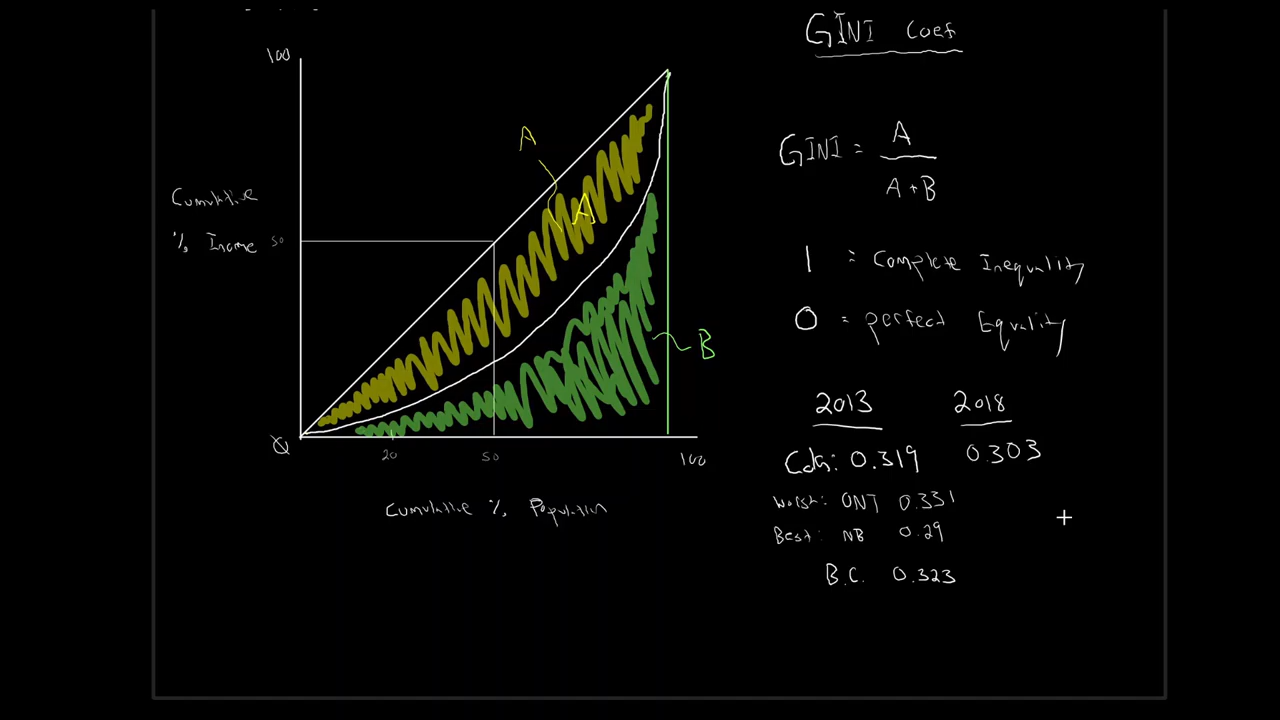 GINI Coef
100
A
GINI = A
A + B
Cumulative
A
% Income 50
1 = Complete Inequality
0 = perfect Equality
B
2013 2018
Cda: 0.319 0.303
20 50 100
Worst: ONT 0.331
Cumulative % Population
Best: NB 0.29
B.C. 0.323